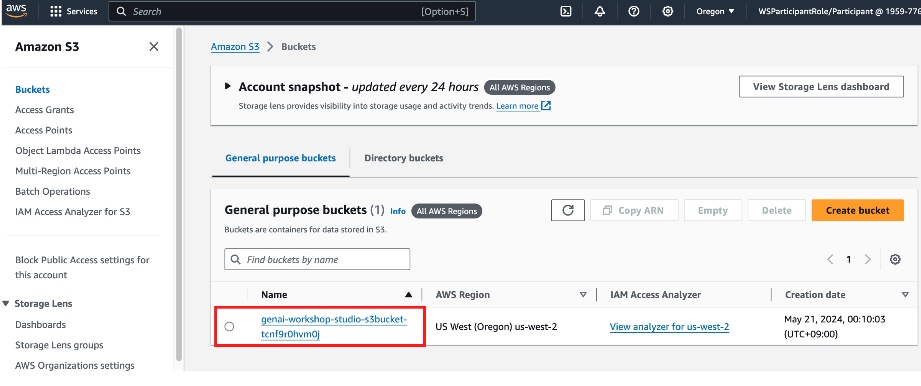 aws
Services
Search
[Option+S]
Oregon
WSParticipantRole/Participant @ 1959-776
Amazon S3
Buckets
Access Grants
Access Points
Object Lambda Access Points
Multi-Region Access Points
Batch Operations
IAM Access Analyzer for S3
Block Public Access settings for
this account
Storage Lens
Dashboards
Storage Lens groups
AWS Organizations settings
Amazon S3 > Buckets
Account snapshot - updated every 24 hours All AWS Regions
View Storage Lens dashboard
Storage lens provides visibility into storage usage and activity trends. Learn more
General purpose buckets
Directory buckets
General purpose buckets (1) Info All AWS Regions
Copy ARN
Empty
Delete
Create bucket
Buckets are containers for data stored in S3.
Find buckets by name
1
Name
AWS Region
IAM Access Analyzer
Creation date
genai-workshop-studio-s3bucket-
tcnf9r0hvm0j
US West (Oregon) us-west-2
View analyzer for us-west-2
May 21, 2024, 00:10:03
(UTC+09:00)